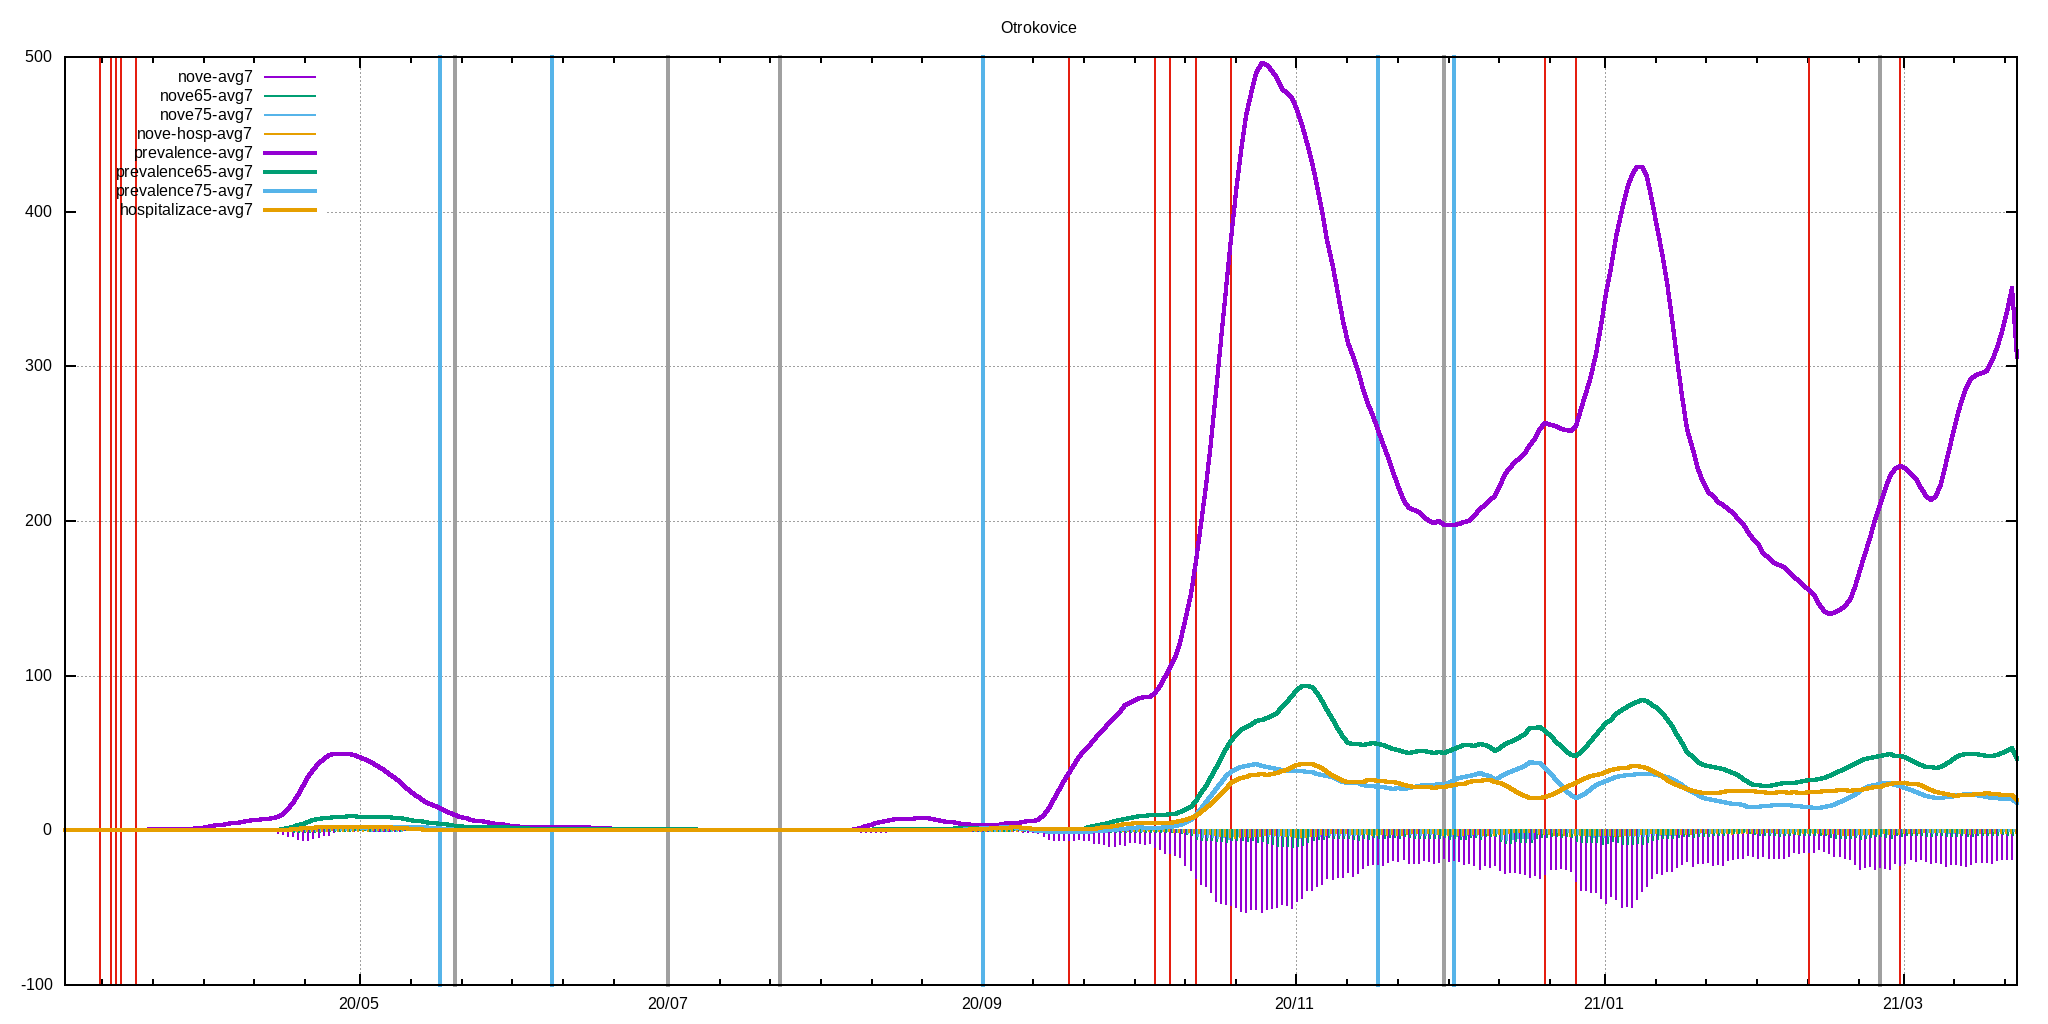 Otrokovice
500
400
300
200
100
0
-100
nove-avg7
nove65-avg7
nove75-avg7
nove-hosp-avg7
prevalence-avg7
prevalence65-avg7
prevalence75-avg7
hospitalizace-avg7
20/05
20/07
20/09
20/11
21/01
21/03